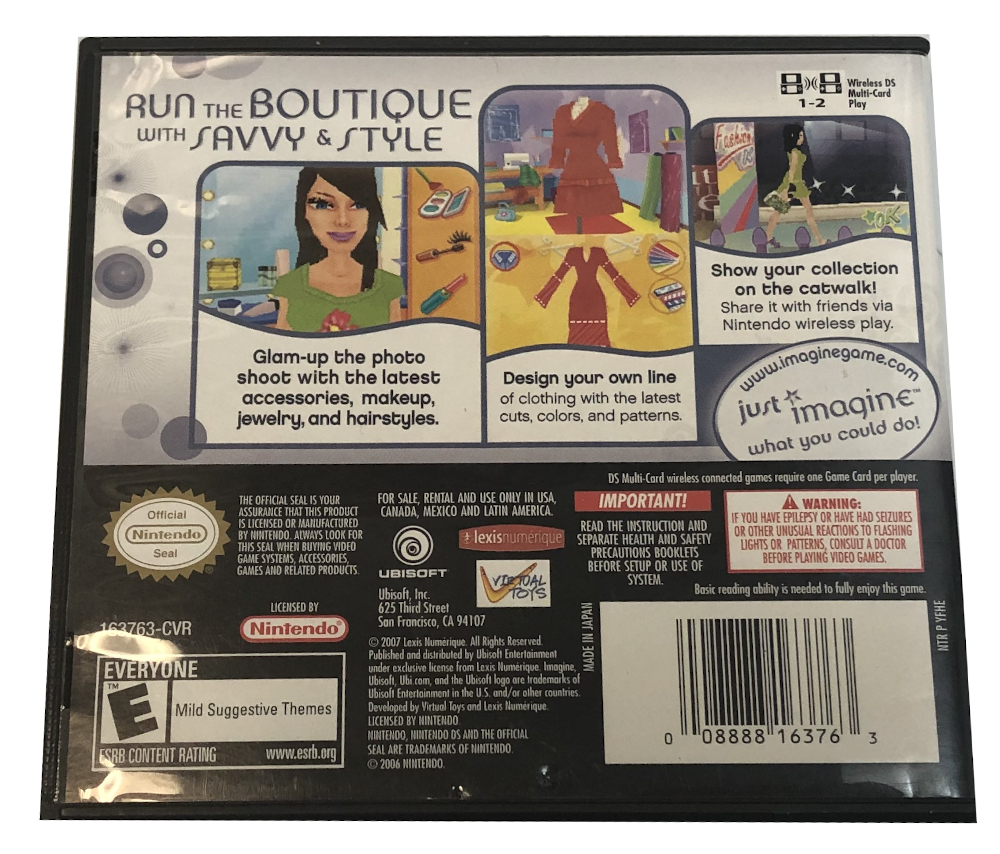 RUN THE BOUTIQUE
WITH SAVVY & STYLE
Wireless DS
Multi-Card
Play
1-2
Fashion
OK
Glam-up the photo
shoot with the latest
accessories, makeup,
jewelry, and hairstyles.
Design your own line
of clothing with the latest
cuts, colors, and patterns.
Show your collection
on the catwalk!
Share it with friends via
Nintendo wireless play.
www.imaginegame.com
just imagine™
what you could do!
DS Multi-Card wireless connected games require one Game Card per player.
Official
Nintendo
Seal
THE OFFICIAL SEAL IS YOUR
ASSURANCE THAT THIS PRODUCT
IS LICENSED OR MANUFACTURED
BY NINTENDO. ALWAYS LOOK FOR
THIS SEAL WHEN BUYING VIDEO
GAME SYSTEMS, ACCESSORIES,
GAMES AND RELATED PRODUCTS.
FOR SALE, RENTAL AND USE ONLY IN USA,
CANADA, MEXICO AND LATIN AMERICA.
UBISOFT
lexisnumérique
VIRTUAL
TOYS
Ubisoft, Inc.
625 Third Street
San Francisco, CA 94107
IMPORTANT!
READ THE INSTRUCTION AND
SEPARATE HEALTH AND SAFETY
PRECAUTIONS BOOKLETS
BEFORE SETUP OR USE OF
SYSTEM.
WARNING:
IF YOU HAVE EPILEPSY OR HAVE HAD SEIZURES
OR OTHER UNUSUAL REACTIONS TO FLASHING
LIGHTS OR PATTERNS, CONSULT A DOCTOR
BEFORE PLAYING VIDEO GAMES.
Basic reading ability is needed to fully enjoy this game.
163763-CVR
LICENSED BY
Nintendo®
EVERYONE
E
TM
Mild Suggestive Themes
ESRB CONTENT RATING www.esrb.org
© 2007 Lexis Numérique. All Rights Reserved.
Published and distributed by Ubisoft Entertainment
under exclusive license from Lexis Numérique. Imagine,
Ubisoft, Ubi.com, and the Ubisoft logo are trademarks of
Ubisoft Entertainment in the U.S. and/or other countries.
Developed by Virtual Toys and Lexis Numérique.
LICENSED BY NINTENDO
NINTENDO, NINTENDO DS AND THE OFFICIAL
SEAL ARE TRADEMARKS OF NINTENDO.
© 2006 NINTENDO.
MADE IN JAPAN
NTR P YFHE
0 08888 16376 3